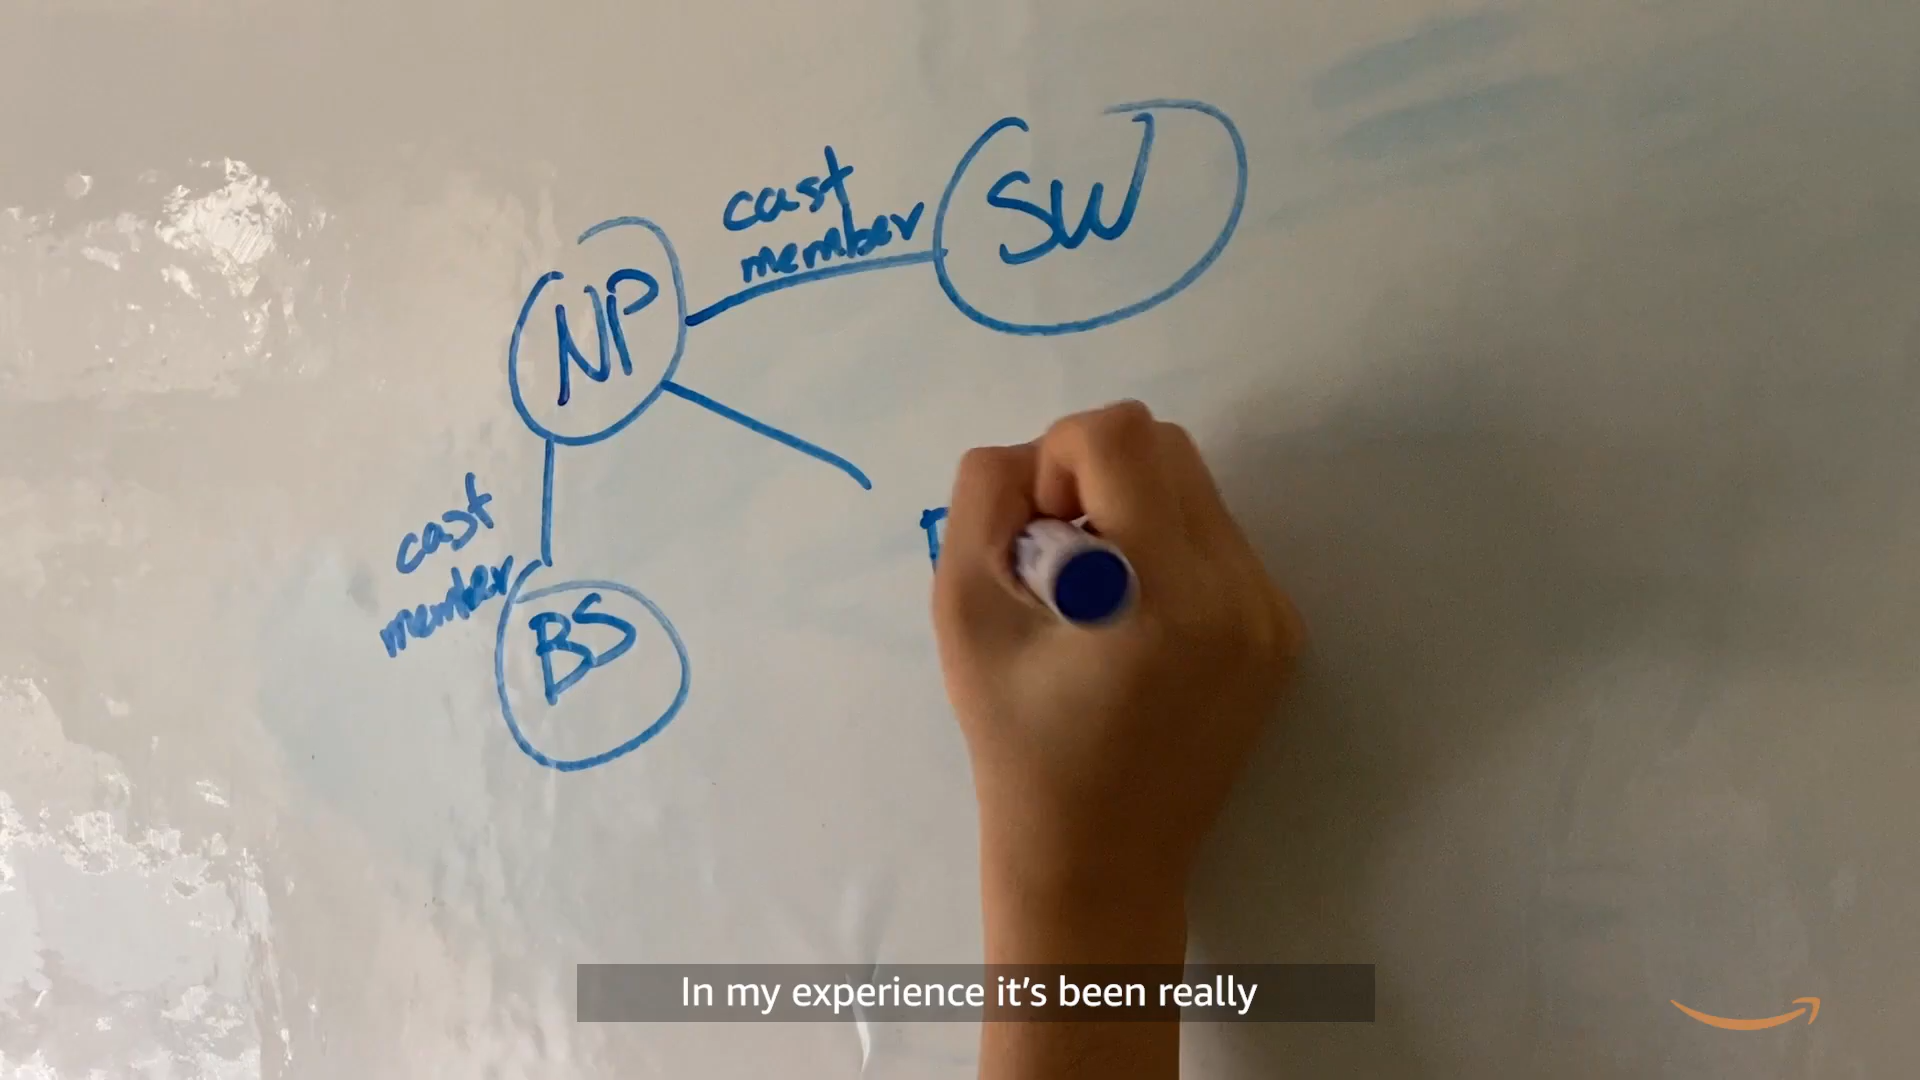 cast
member
SW
NP
cast
member
BS
In my experience it's been really